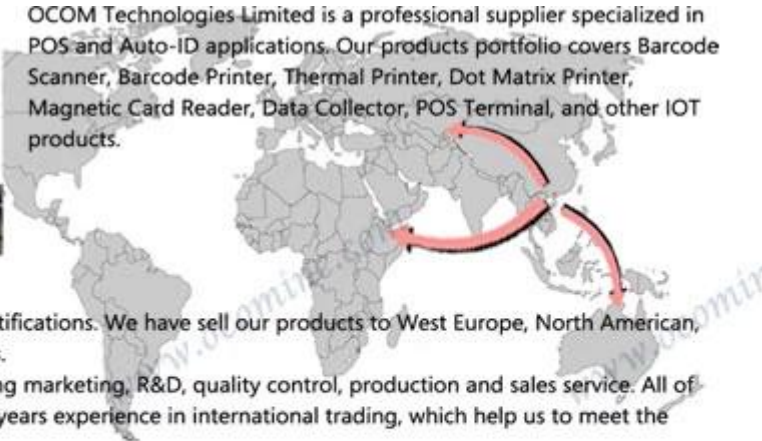 OCOM Technologies Limited is a professional supplier specialized in
POS and Auto-ID applications. Our products portfolio covers Barcode
Scanner, Barcode Printer, Thermal Printer, Dot Matrix Printer,
Magnetic Card Reader, Data Collector, POS Terminal, and other IOT
products.
tifications. We have sell our products to West Europe, North American,
s.
ng marketing, R&D, quality control, production and sales service. All of
years experience in international trading, which help us to meet the